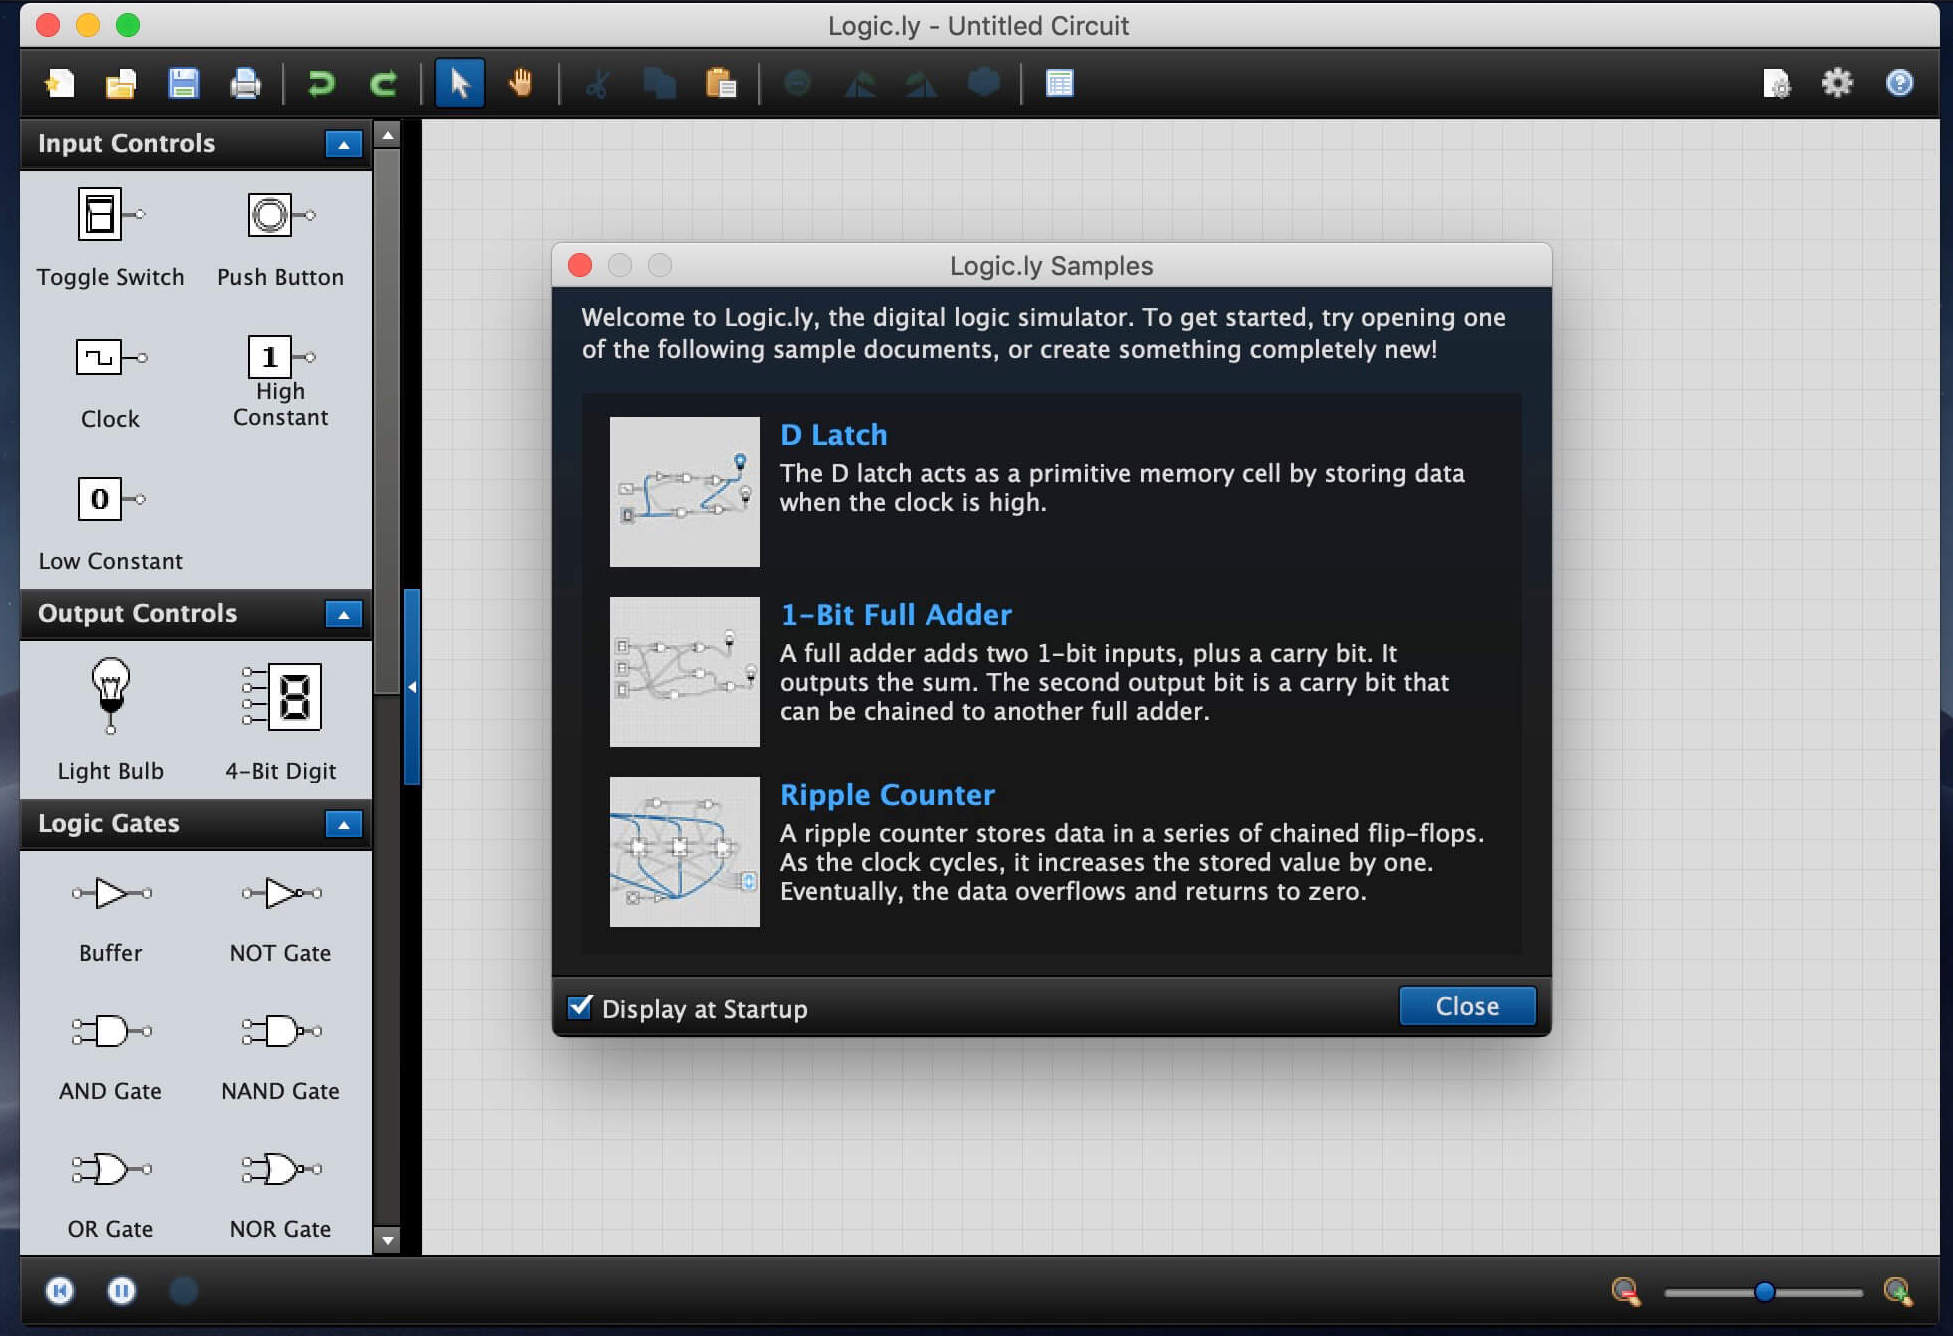 Logic.ly - Untitled Circuit
Input Controls
Toggle Switch
Push Button
Clock
1
High
Constant
0
Low Constant
Output Controls
Light Bulb
8
4-Bit Digit
Logic Gates
Buffer
NOT Gate
AND Gate
NAND Gate
OR Gate
NOR Gate
Logic.ly Samples
Welcome to Logic.ly, the digital logic simulator. To get started, try opening one
of the following sample documents, or create something completely new!
D Latch
The D latch acts as a primitive memory cell by storing data
when the clock is high.
1-Bit Full Adder
A full adder adds two 1-bit inputs, plus a carry bit. It
outputs the sum. The second output bit is a carry bit that
can be chained to another full adder.
Ripple Counter
A ripple counter stores data in a series of chained flip-flops.
As the clock cycles, it increases the stored value by one.
Eventually, the data overflows and returns to zero.
Display at Startup
Close